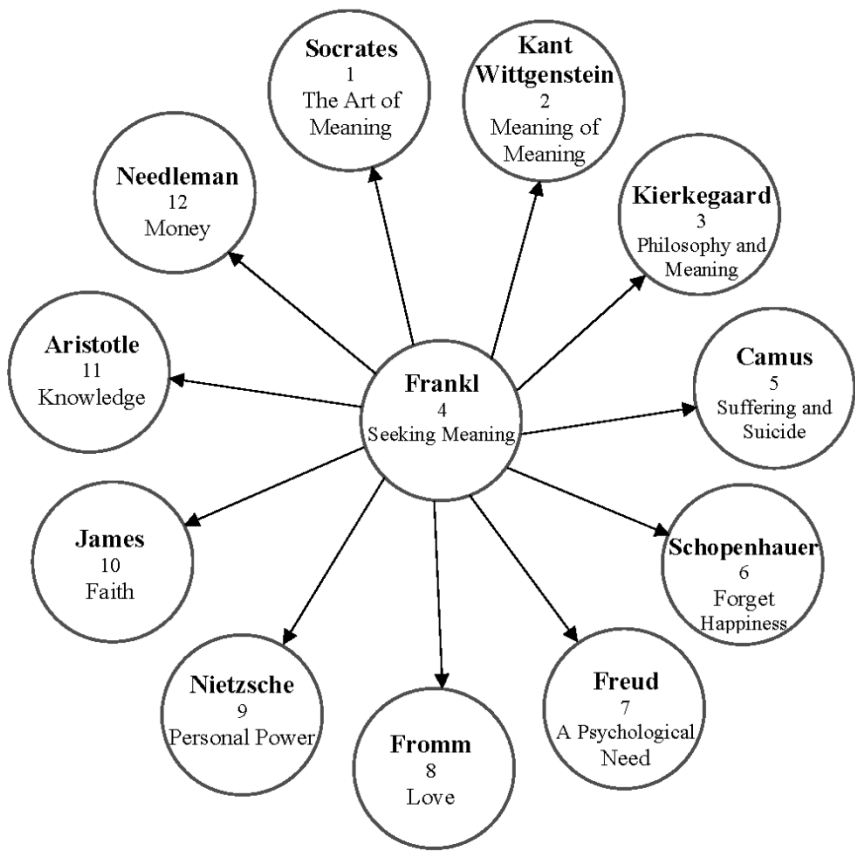 Socrates
1
The Art of
Meaning
Kant
Wittgenstein
2
Meaning of
Meaning
Kierkegaard
3
Philosophy and
Meaning
Frankl
4
Seeking Meaning
Camus
5
Suffering and
Suicide
Schopenhauer
6
Forget
Happiness
Freud
7
A Psychological
Need
Fromm
8
Love
Nietzsche
9
Personal Power
James
10
Faith
Aristotle
11
Knowledge
Needleman
12
Money